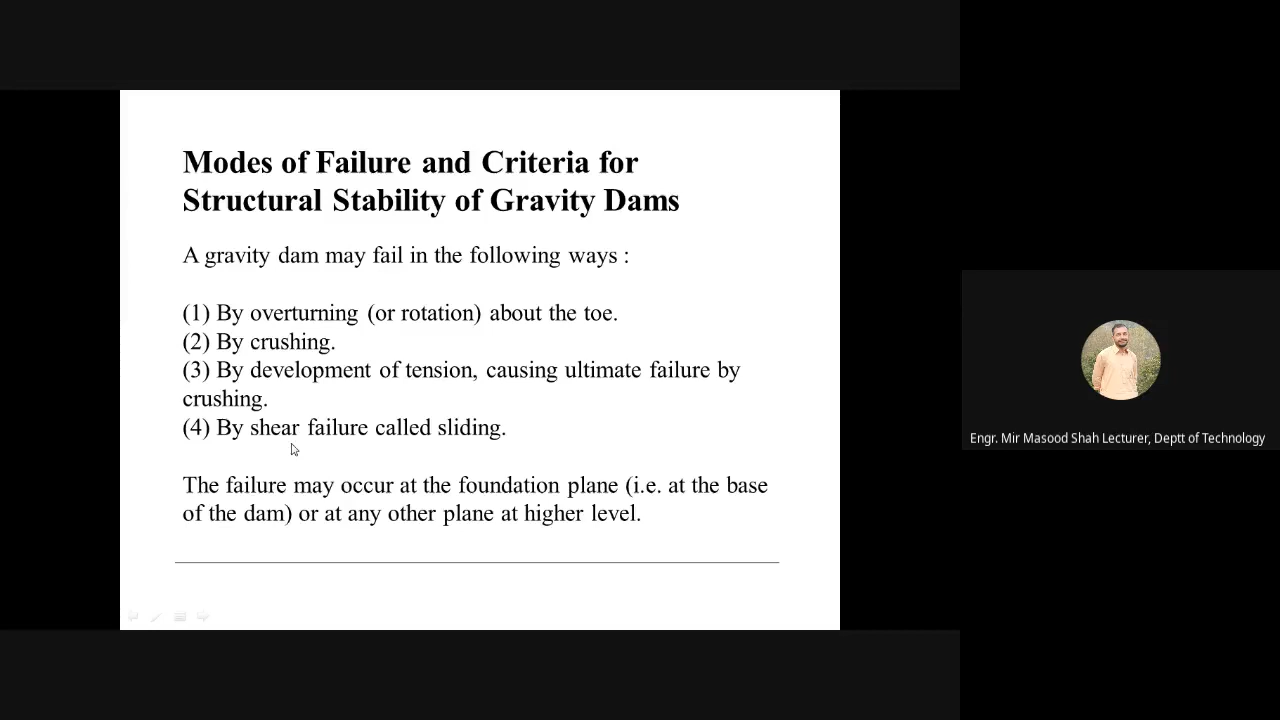 Modes of Failure and Criteria for
Structural Stability of Gravity Dams
A gravity dam may fail in the following ways :
(1) By overturning (or rotation) about the toe.
(2) By crushing.
(3) By development of tension, causing ultimate failure by
crushing.
(4) By shear failure called sliding.
The failure may occur at the foundation plane (i.e. at the base
of the dam) or at any other plane at higher level.
Engr. Mir Masood Shah Lecturer, Deptt of Technology